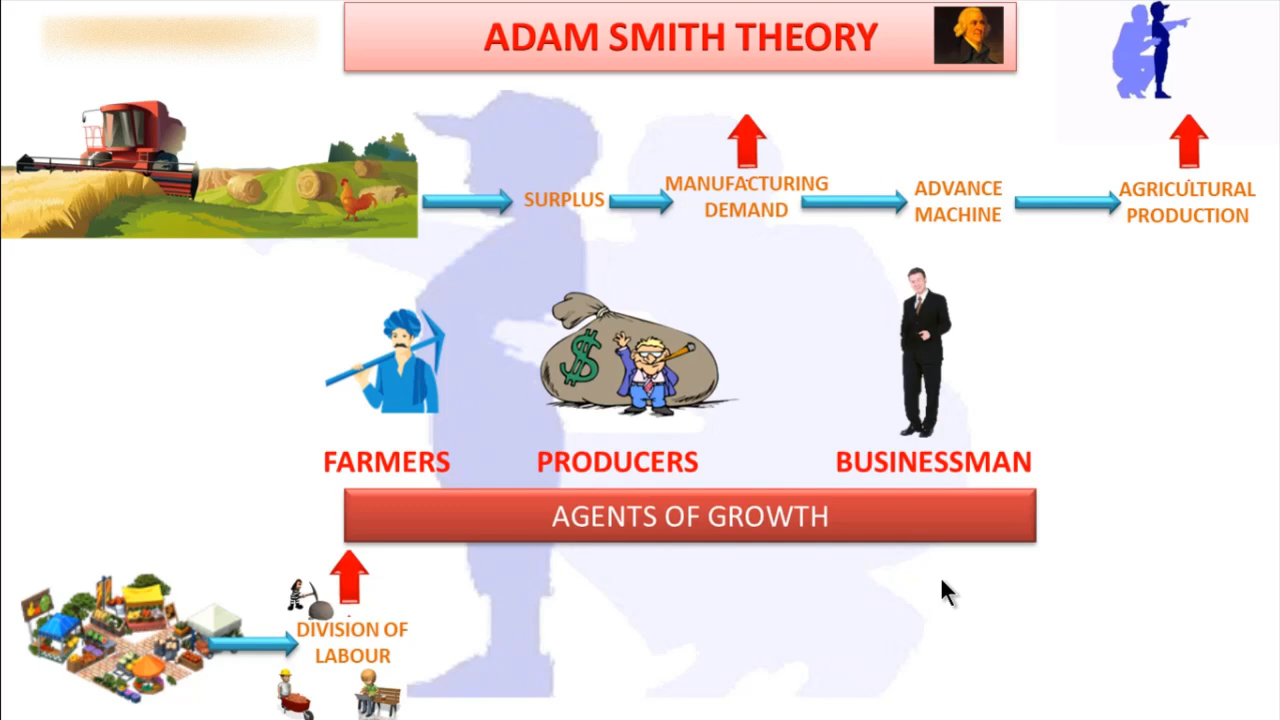 ADAM SMITH THEORY
SURPLUS
MANUFACTURING
DEMAND
ADVANCE
MACHINE
AGRICULTURAL
PRODUCTION
$
FARMERS
PRODUCERS
BUSINESSMAN
AGENTS OF GROWTH
DIVISION OF
LABOUR